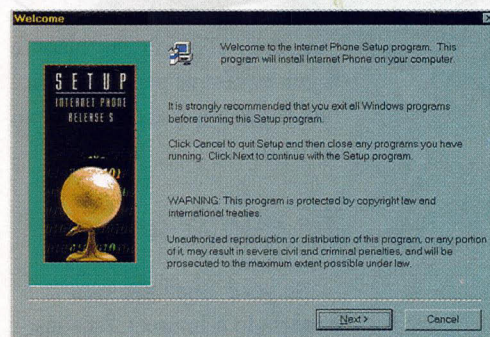 Welcome
SETUP
INTERNET PHONE
RELEASE 5
Welcome to the Internet Phone Setup program. This
program will install Internet Phone on your computer.
It is strongly recommended that you exit all Windows programs
before running this Setup program.
Click Cancel to quit Setup and then close any programs you have
running. Click Next to continue with the Setup program.
WARNING: This program is protected by copyright law and
international treaties.
Unauthorized reproduction or distribution of this program, or any portion
of it, may result in severe civil and criminal penalties, and will be
prosecuted to the maximum extent possible under law.
Next >
Cancel